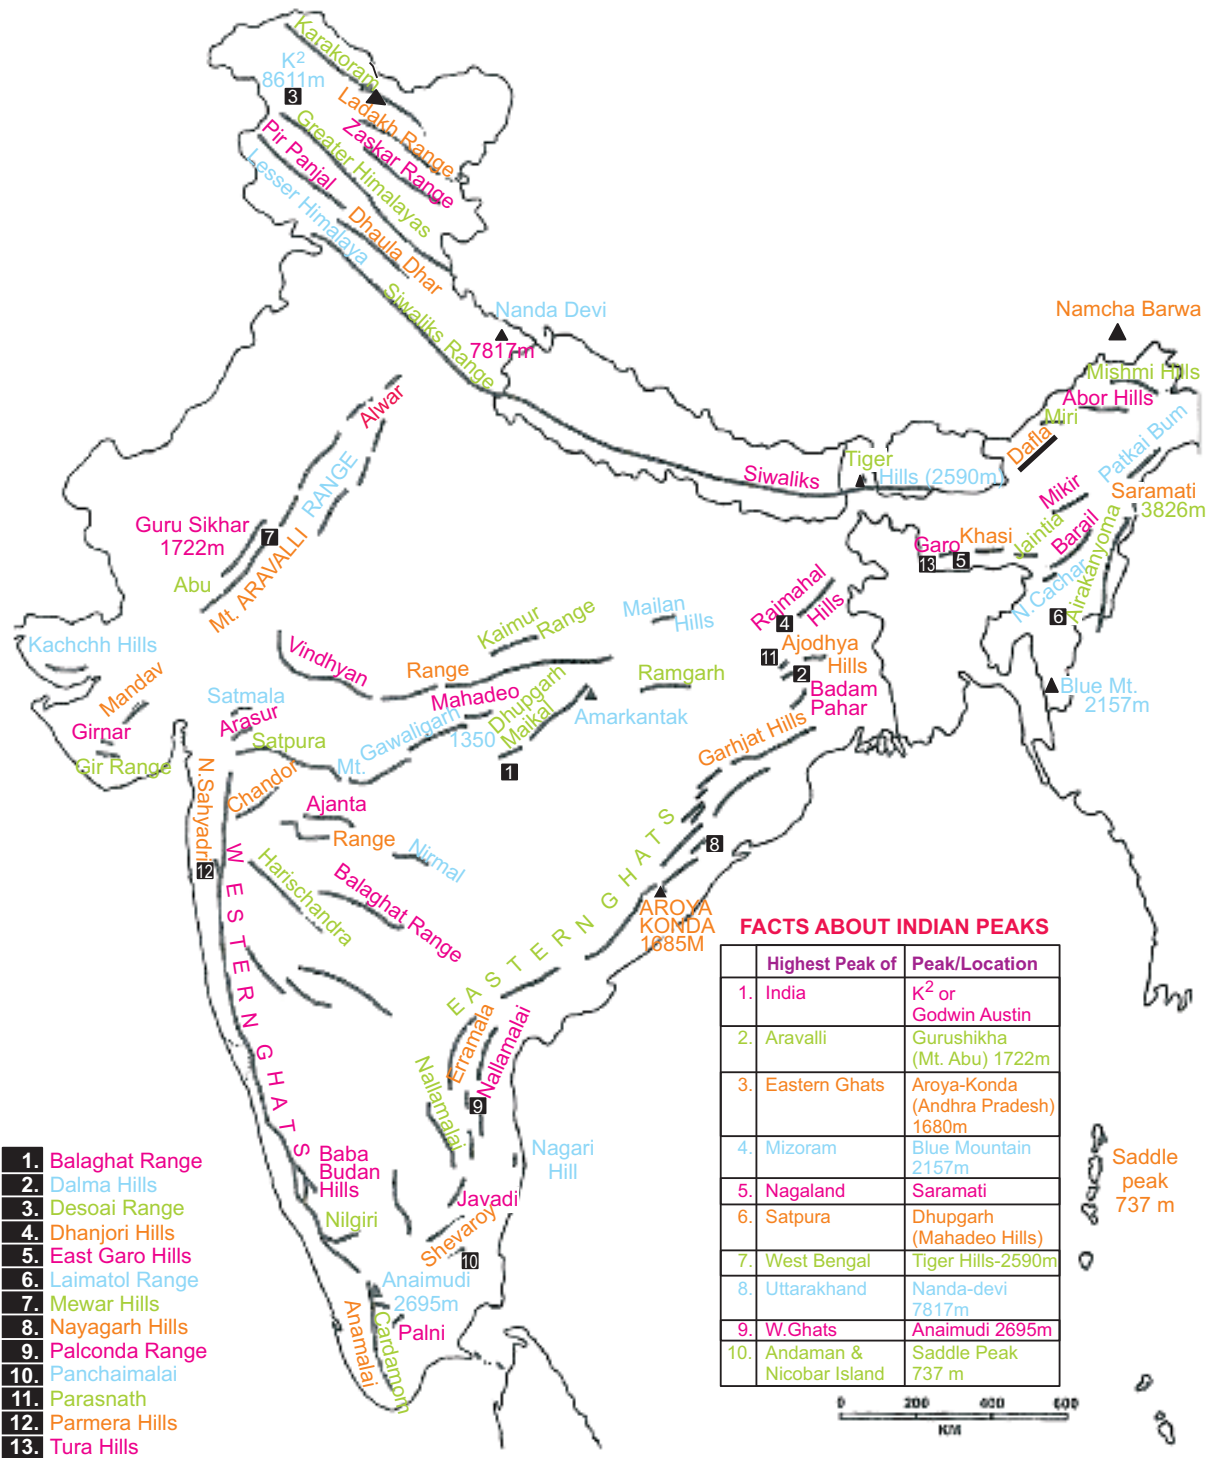 Karakoram
K2
8611m
3
Ladakh Range
Zaskar Range
Greater Himalayas
Pir Panjal
Lesser Himalaya
Dhaula Dhar
Siwaliks Range
Nanda Devi
7817m
Namcha Barwa
Mishmi Hills
Abor Hills
Miri
Dafla
Patkai Bum
Alwar
RANGE
Mt. ARAVALLI
Guru Sikhar
1722m
7
Abu
Siwaliks
Tiger
Hills (2590m)
Mikir
Saramati
3826m
Garo
Khasi
Jaintia
Barail
13
5
N.Cachar
Airakanyoma
6
Kachchh Hills
Mandav
Girnar
Gir Range
Vindhyan
Range
Kaimur
Range
Mailan
Hills
Rajmahal
Hills
4
Ajodhya
Hills
11
2
Badam
Pahar
Ramgarh
Blue Mt.
2157m
Satmala
Arasur
Satpura
Mahadeo
Dhupgarh
1350
Maikal
Amarkantak
Mt.
Gawaligarh
1
Garhjat Hills
N.Sahyadri
Chandor
Ajanta
Range
Nirmal
8
12
Harischandra
Balaghat Range
WESTERN GHATS
EASTERN GHATS
AROYA
KONDA
1685M
Erramala
Nallamalai
Nallamalai
9
Nagari
Hill
Baba
Budan
Hills
Nilgiri
Javadi
Shevaroy
10
Anaimudi
2695m
Palni
Anamalai
Cardamom
Saddle
peak
737 m
FACTS ABOUT INDIAN PEAKS
Highest Peak of Peak/Location
1. India K2 or
Godwin Austin
2. Aravalli Gurushikha
(Mt. Abu) 1722m
3. Eastern Ghats Aroya-Konda
(Andhra Pradesh)
1680m
4. Mizoram Blue Mountain
2157m
5. Nagaland Saramati
6. Satpura Dhupgarh
(Mahadeo Hills)
7. West Bengal Tiger Hills-2590m
8. Uttarakhand Nanda-devi
7817m
9. W.Ghats Anaimudi 2695m
10. Andaman & Saddle Peak
Nicobar Island 737 m
0 200 400 600
KM
1. Balaghat Range
2. Dalma Hills
3. Desoai Range
4. Dhanjori Hills
5. East Garo Hills
6. Laimatol Range
7. Mewar Hills
8. Nayagarh Hills
9. Palconda Range
10. Panchaimalai
11. Parasnath
12. Parmera Hills
13. Tura Hills